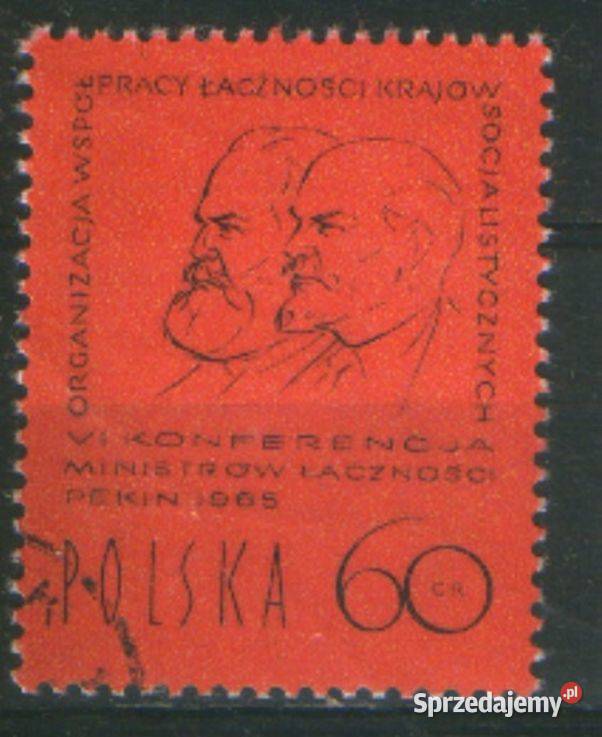 ORGANIZACJA WSPÓŁ
PRACY ŁĄCZNOŚCI KRAJÓW
SOCJALISTYCZNYCH
VI KONFERENCJA
MINISTRÓW ŁĄCZNOŚCI
PEKIN 1965
POLSKA 60 GR
Sprzedajemy.pl